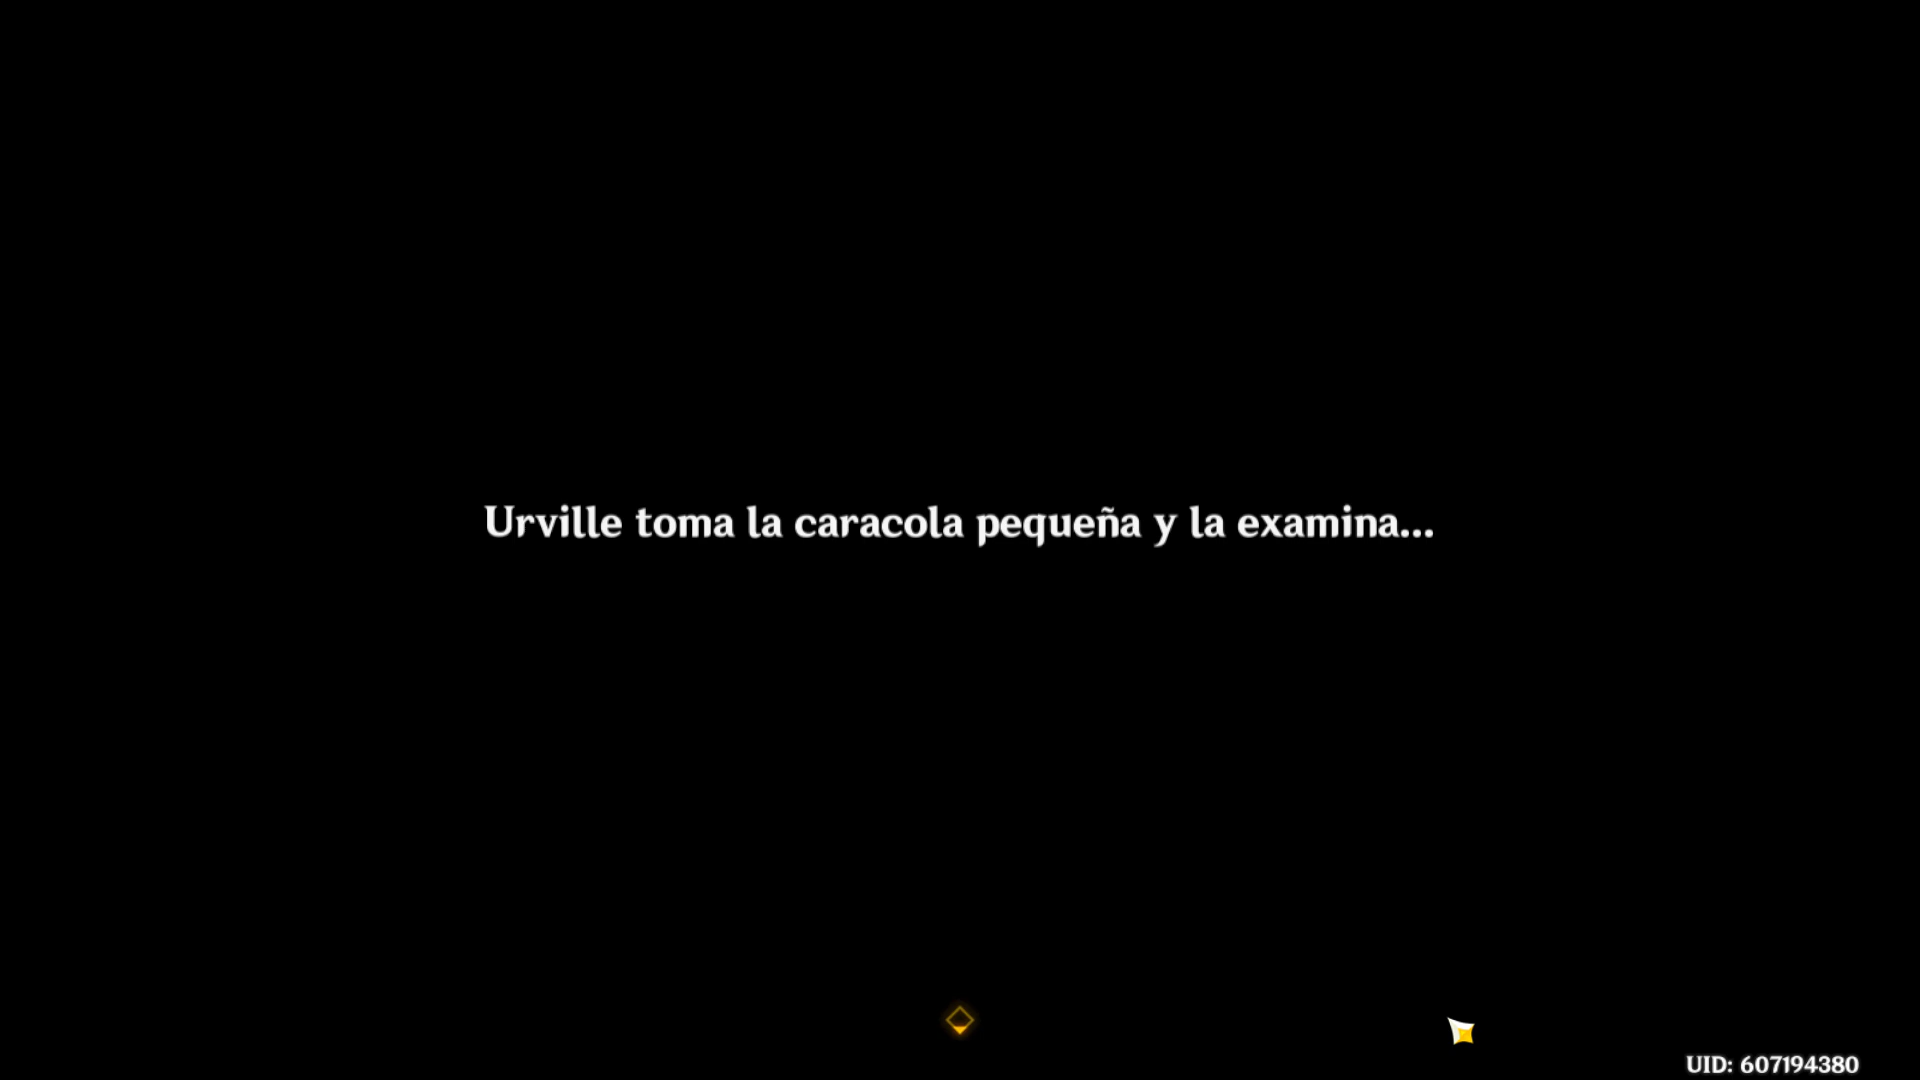 Urville toma la caracola pequeña y la examina...
UID: 607194380